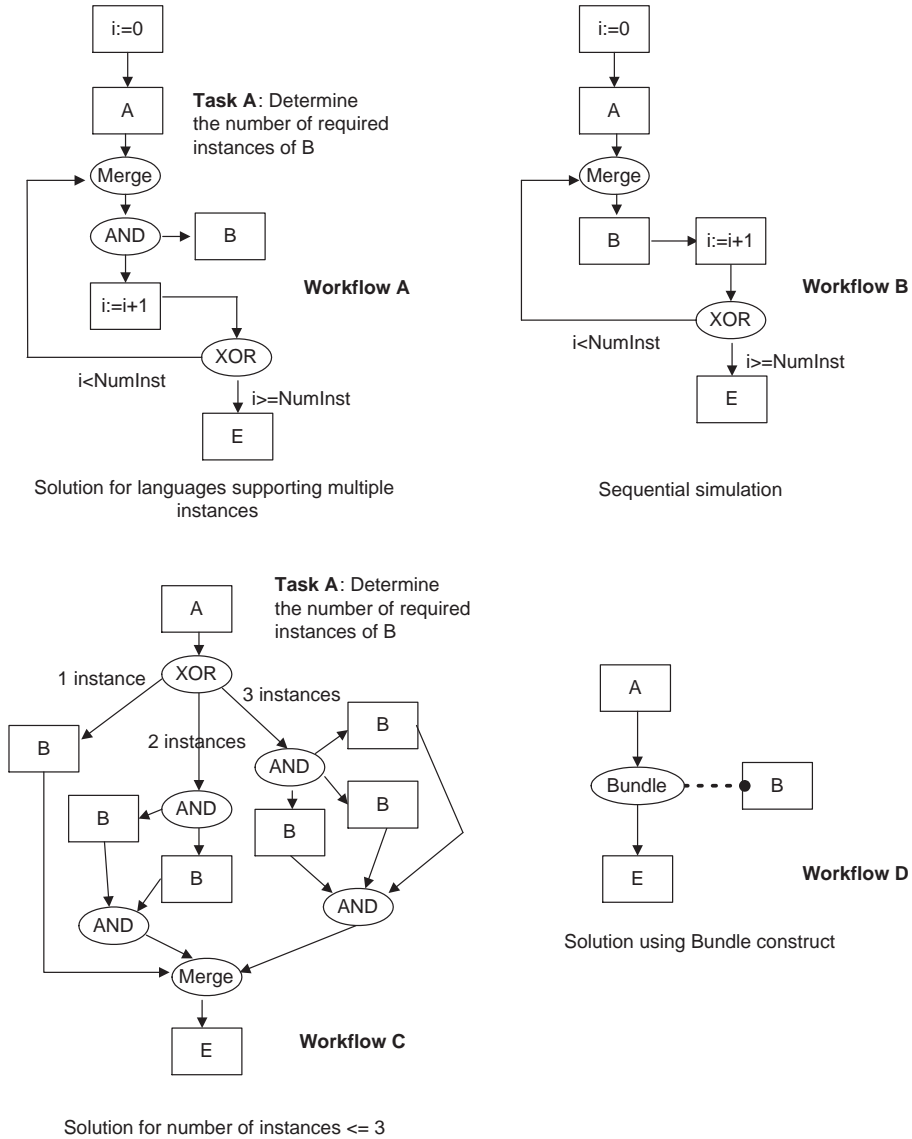 i:=0
A
Task A: Determine
the number of required
instances of B
Merge
AND
B
i:=i+1
Workflow A
XOR
i<NumInst
i>=NumInst
E
Solution for languages supporting multiple
instances
i:=0
A
Merge
B
i:=i+1
Workflow B
XOR
i<NumInst
i>=NumInst
E
Sequential simulation
Task A: Determine
the number of required
instances of B
A
XOR
1 instance
3 instances
B
2 instances
B
AND
B
AND
B
B
B
AND
AND
Merge
E
Workflow C
Solution for number of instances <= 3
A
Bundle
B
E
Workflow D
Solution using Bundle construct